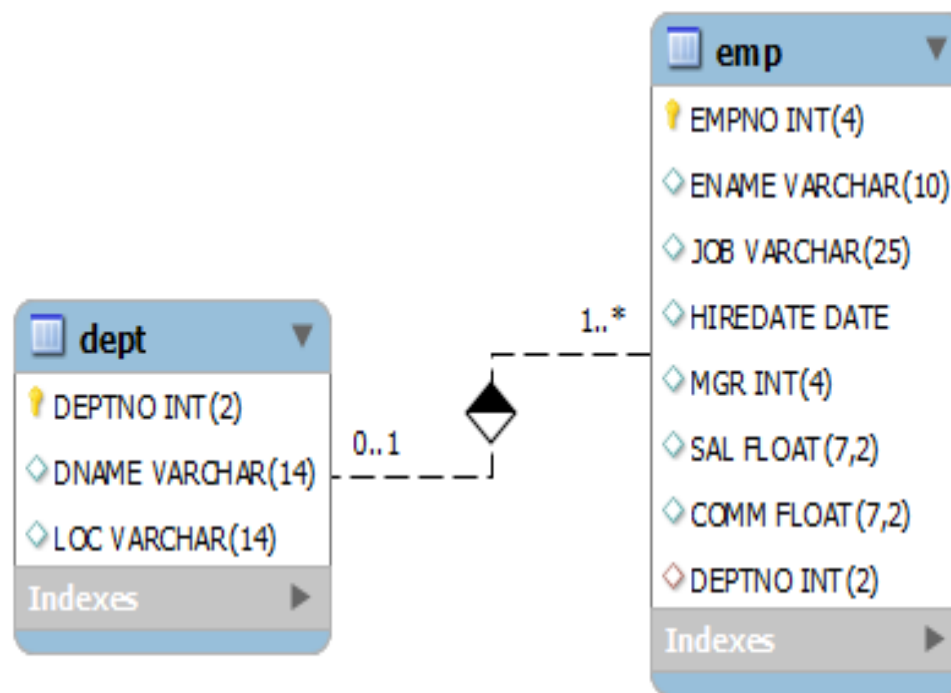 emp
EMPNO INT(4)
ENAME VARCHAR(10)
JOB VARCHAR(25)
HIREDATE DATE
MGR INT(4)
SAL FLOAT(7,2)
COMM FLOAT(7,2)
DEPTNO INT(2)
Indexes
1..*
0..1
dept
DEPTNO INT(2)
DNAME VARCHAR(14)
LOC VARCHAR(14)
Indexes